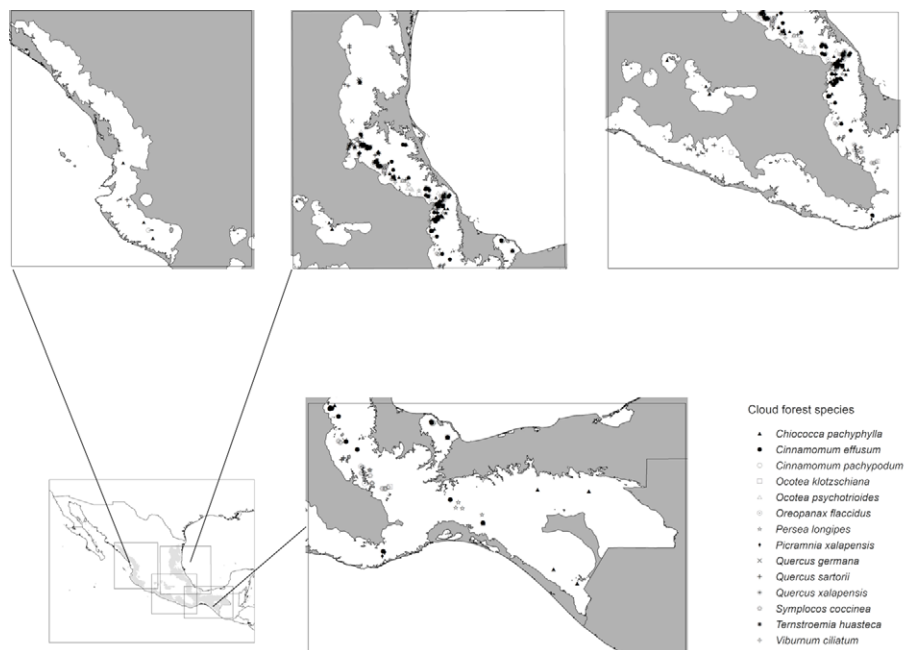 Cloud forest species
Chiococca pachyphylla
Cinnamomum effusum
Cinnamomum pachypodum
Ocotea klotzschiana
Ocotea psychotrioides
Oreopanax flaccidus
Persea longipes
Picramnia xalapensis
Quercus germana
Quercus sartorii
Quercus xalapensis
Symplocos coccinea
Ternstroemia huasteca
Viburnum ciliatum